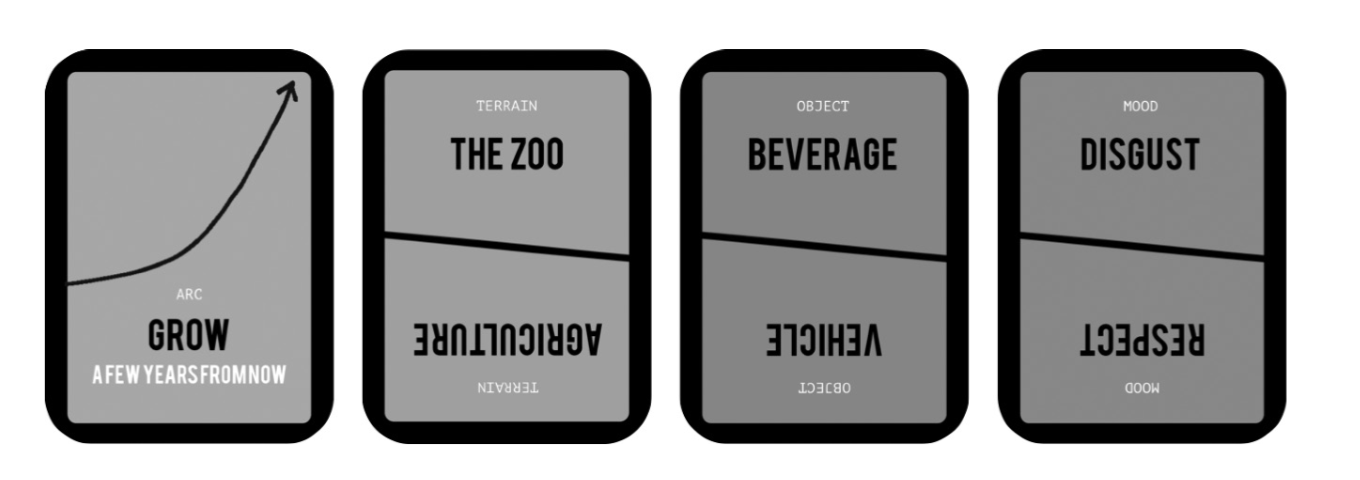 ARC
GROW
A FEW YEARS FROM NOW
TERRAIN
THE ZOO
AGRICULTURE
TERRAIN
OBJECT
BEVERAGE
VEHICLE
OBJECT
MOOD
DISGUST
RESPECT
MOOD